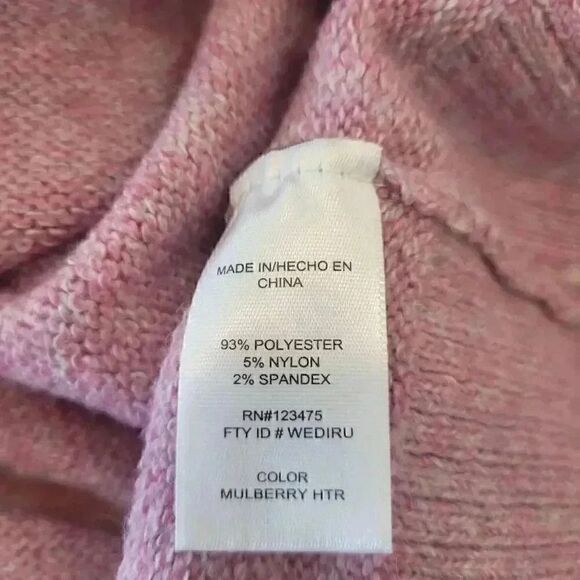 MADE IN/HECHO EN
CHINA
93% POLYESTER
5% NYLON
2% SPANDEX
RN#123475
FTY ID # WEDIRU
COLOR
MULBERRY HTR